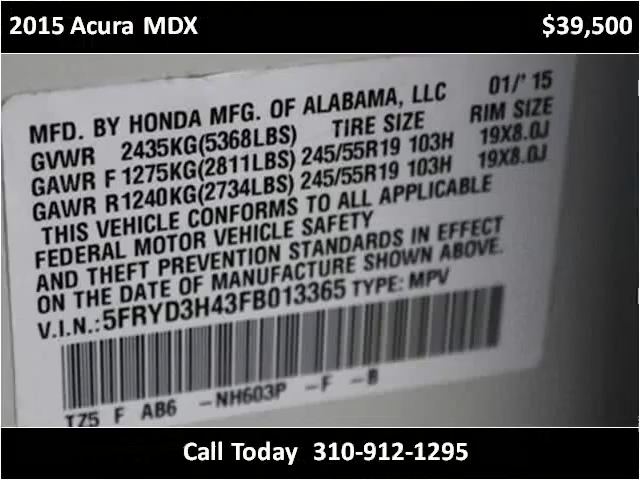 2015 Acura MDX $39,500
MFD. BY HONDA MFG. OF ALABAMA, LLC 01/'15
GVWR 2435KG(5368LBS) TIRE SIZE RIM SIZE
GAWR F 1275KG(2811LBS) 245/55R19 103H 19X8.0J
GAWR R1240KG(2734LBS) 245/55R19 103H 19X8.0J
THIS VEHICLE CONFORMS TO ALL APPLICABLE
FEDERAL MOTOR VEHICLE SAFETY
AND THEFT PREVENTION STANDARDS IN EFFECT
ON THE DATE OF MANUFACTURE SHOWN ABOVE.
V.I.N.:5FRYD3H43FB013365 TYPE: MPV
TZ5 F AB6 -NH603P -F -B
Call Today 310-912-1295